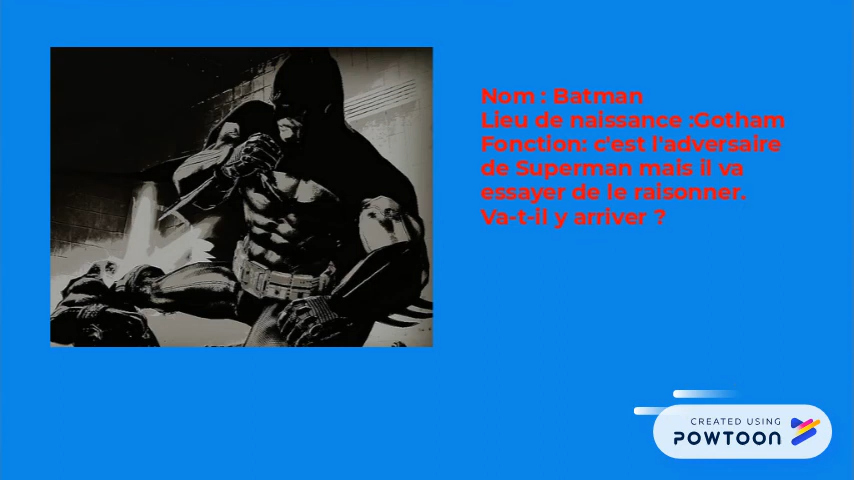 Nom : Batman
Lieu de naissance :Gotham
Fonction: c'est l'adversaire
de Superman mais il va
essayer de le raisonner.
Va-t-il y arriver ?
CREATED USING
POWTOON